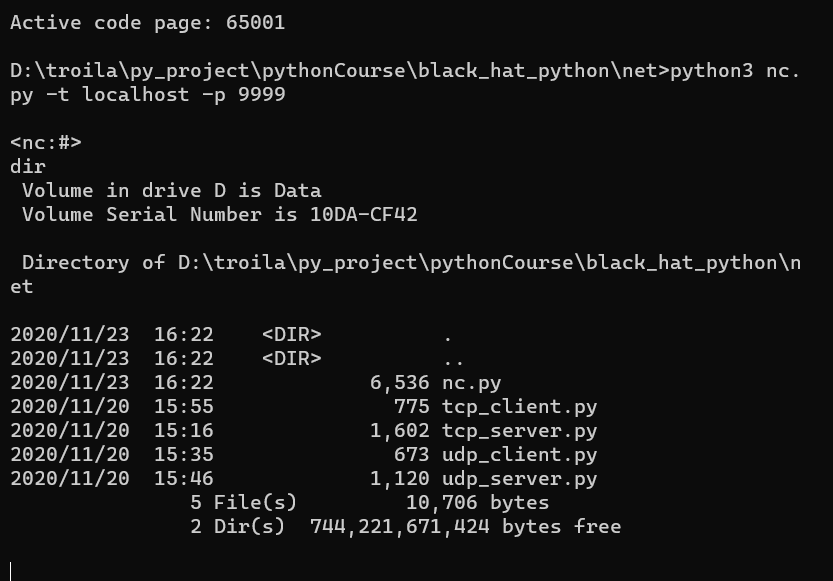 Active code page: 65001
D:\troila\py_project\pythonCourse\black_hat_python\net>python3 nc.
py -t localhost -p 9999
<nc:#>
dir
 Volume in drive D is Data
 Volume Serial Number is 10DA-CF42
 Directory of D:\troila\py_project\pythonCourse\black_hat_python\n
et
2020/11/23  16:22    <DIR>          .
2020/11/23  16:22    <DIR>          ..
2020/11/23  16:22             6,536 nc.py
2020/11/20  15:55               775 tcp_client.py
2020/11/20  15:16             1,602 tcp_server.py
2020/11/20  15:35               673 udp_client.py
2020/11/20  15:46             1,120 udp_server.py
               5 File(s)         10,706 bytes
               2 Dir(s)  744,221,671,424 bytes free